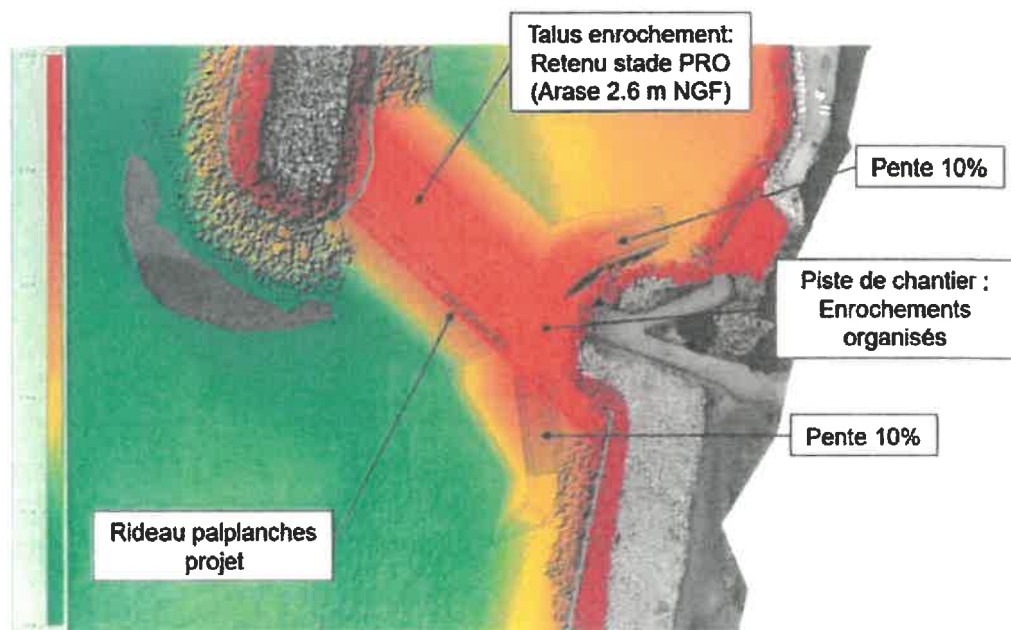 Talus enrochement:
Retenu stade PRO
(Arase 2.6 m NGF)
Pente 10%
Piste de chantier :
Enrochements
organisés
Pente 10%
Rideau palplanches
projet